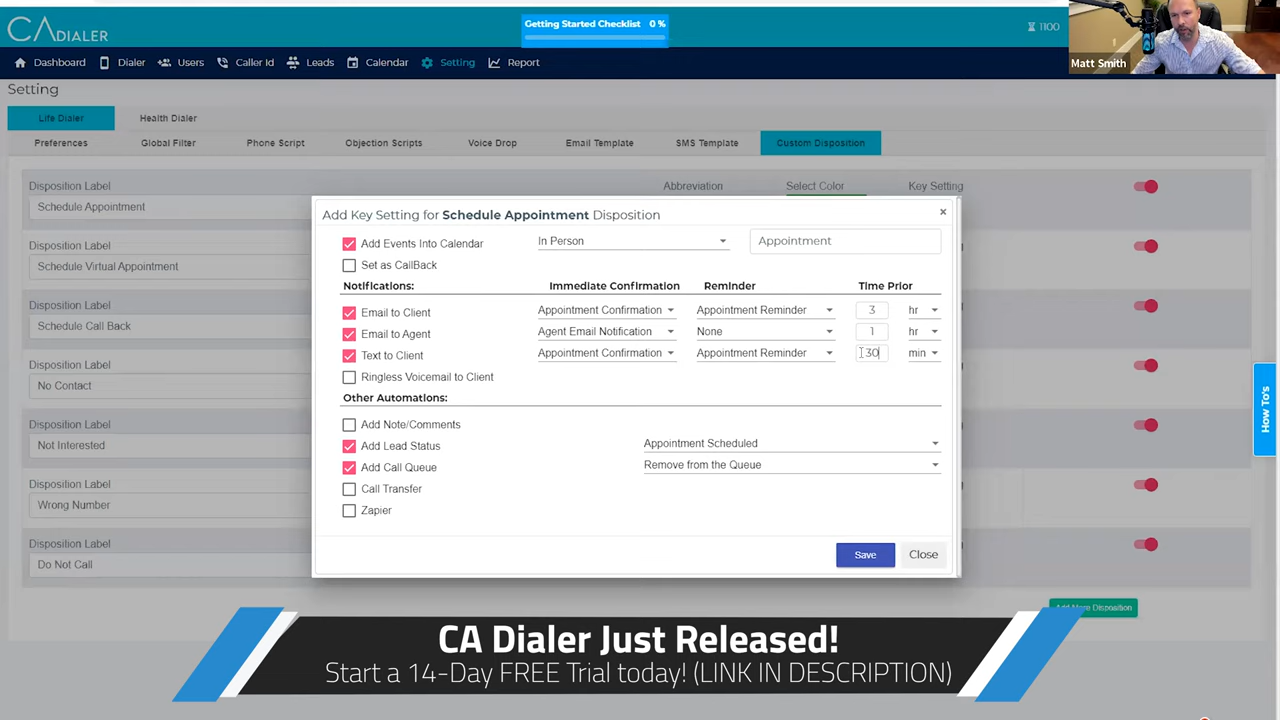 CA DIALER
Getting Started Checklist 0 %
1100
Matt Smith
Dashboard Dialer Users Caller Id Leads Calendar Setting Report
Setting
Life Dialer Health Dialer
Preferences Global Filter Phone Script Objection Scripts Voice Drop Email Template SMS Template Custom Disposition
Disposition Label Abbreviation Select Color Key Setting
Schedule Appointment
Disposition Label
Schedule Virtual Appointment
Disposition Label
Schedule Call Back
Disposition Label
No Contact
Disposition Label
Not Interested
Disposition Label
Wrong Number
Disposition Label
Do Not Call
Add More Disposition
How To's
Add Key Setting for Schedule Appointment Disposition ×
Add Events Into Calendar In Person Appointment
Set as CallBack
Notifications: Immediate Confirmation Reminder Time Prior
Email to Client Appointment Confirmation Appointment Reminder 3 hr
Email to Agent Agent Email Notification None 1 hr
Text to Client Appointment Confirmation Appointment Reminder 30 min
Ringless Voicemail to Client
Other Automations:
Add Note/Comments
Add Lead Status Appointment Scheduled
Add Call Queue Remove from the Queue
Call Transfer
Zapier
Save Close
CA Dialer Just Released!
Start a 14-Day FREE Trial today! (LINK IN DESCRIPTION)